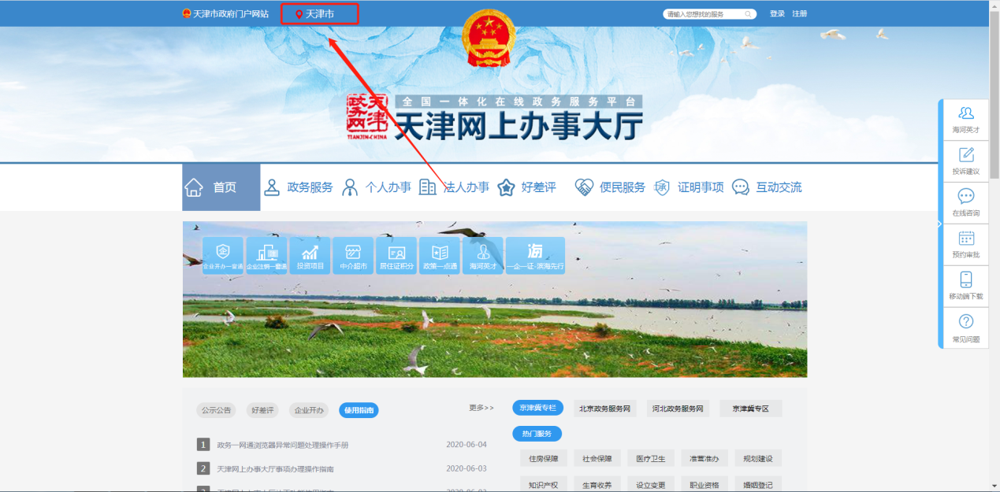 天津市政府门户网站 天津市 请输入您想找的服务 登录 注册
政务网 天津 TIANJIN·CHINA
全国一体化在线政务服务平台
天津网上办事大厅
首页 政务服务 个人办事 法人办事 好差评 便民服务 证明事项 互动交流
企业开办一窗通 企业注销一窗通 投资项目 中介超市 居住证积分 政策一点通 海河英才 一企一证·滨海先行
海河英才
投诉建议
在线咨询
预约审批
移动端下载
常见问题
公示公告 好差评 企业开办 使用指南 更多>>
1 政务一网通浏览器异常问题处理操作手册 2020-06-04
2 天津网上办事大厅事项办理操作指南 2020-06-03
京津冀专栏 北京政务服务网 河北政务服务网 京津冀专区
热门服务
住房保障 社会保障 医疗卫生 准营准办 规划建设
知识产权 生育收养 设立变更 职业资格 婚姻登记